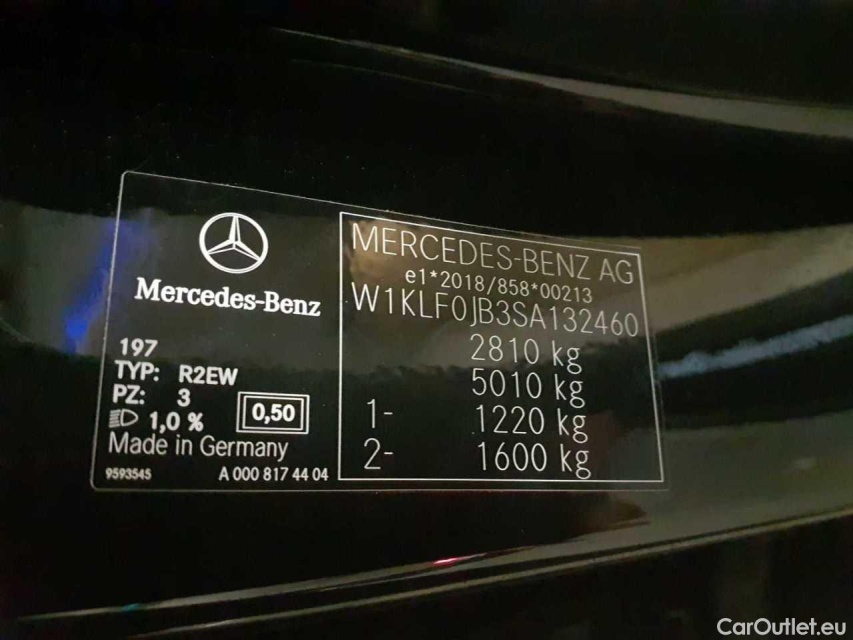 Mercedes-Benz
197
TYP: R2EW
PZ: 3
1,0 % 0,50
Made in Germany
9593545 A 000 817 44 04
MERCEDES-BENZ AG
e1*2018/858*00213
W1KLF0JB3SA132460
2810 kg
5010 kg
1- 1220 kg
2- 1600 kg
CarOutlet.eu